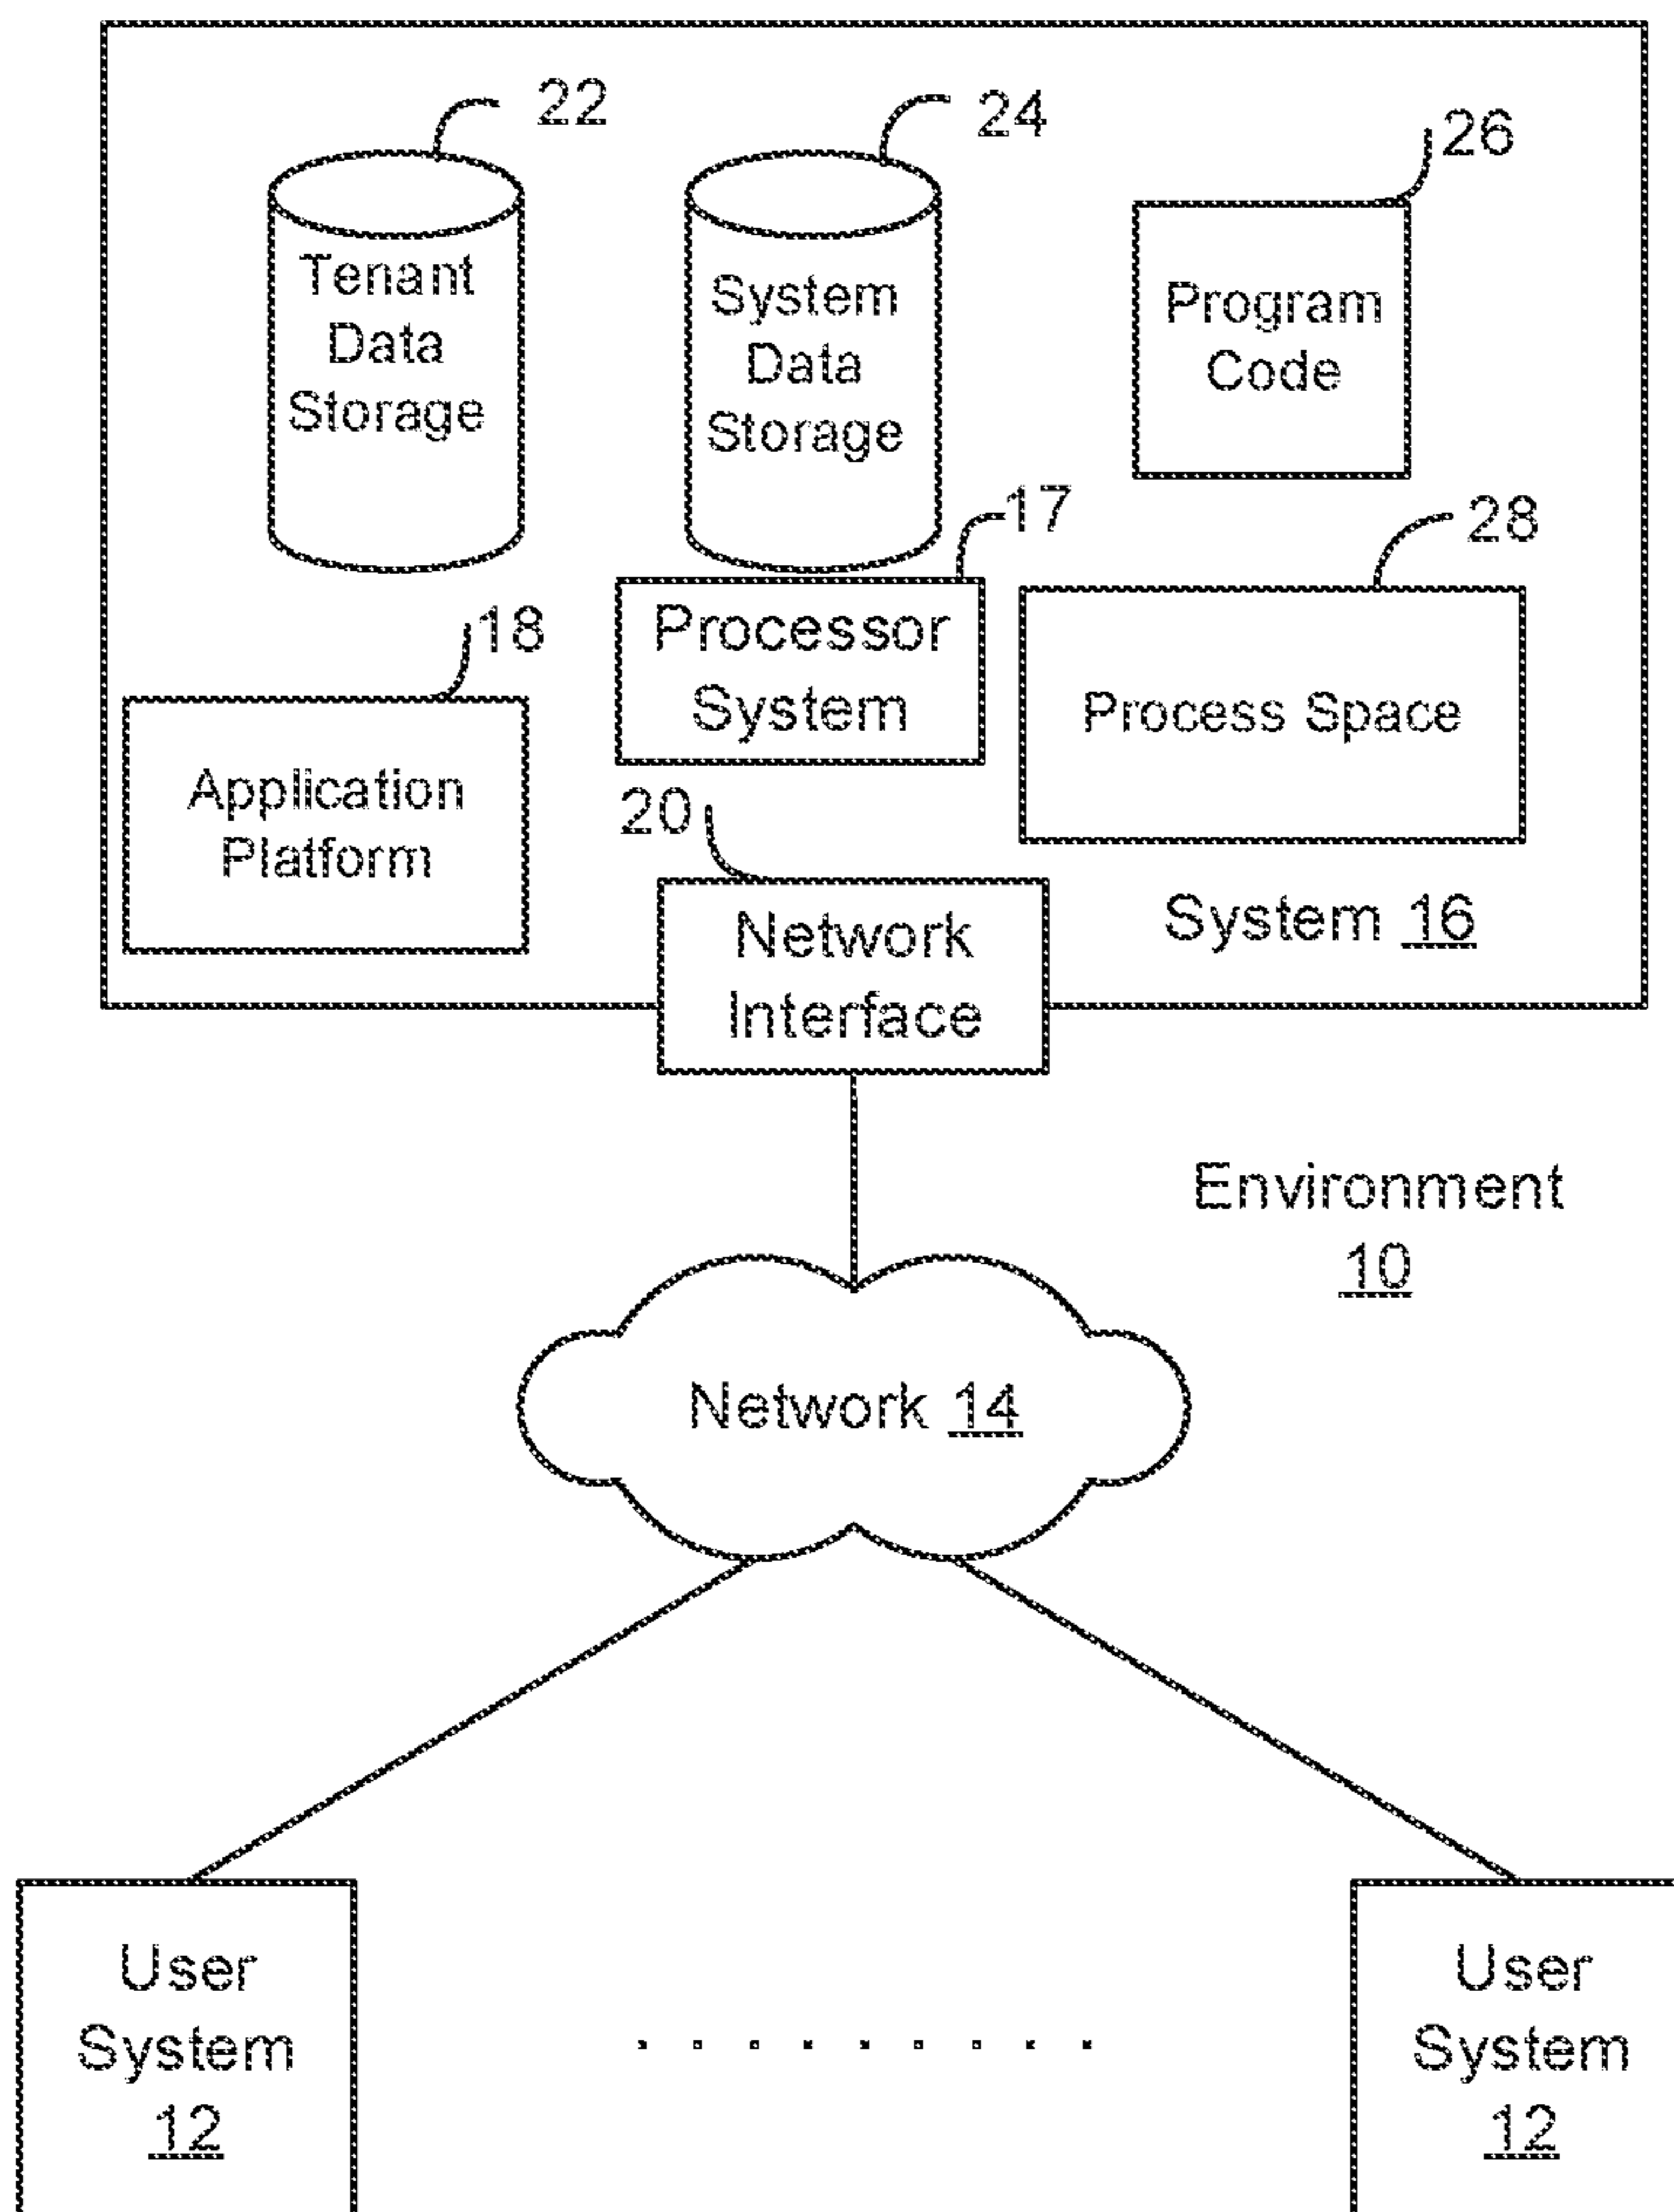 22
24
26
Tenant
Data
Storage
System
Data
Storage
Program
Code
17
28
18
Processor
System
Process Space
Application
Platform
20
Network
Interface
System 16
Environment
10
Network 14
User
System
12
User
System
12